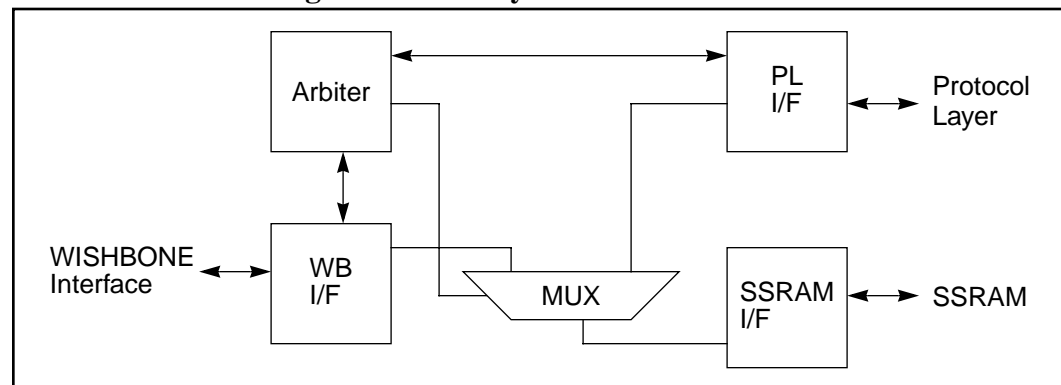 Arbiter
PL
I/F
Protocol
Layer
WISHBONE
Interface
WB
I/F
MUX
SSRAM
I/F
SSRAM